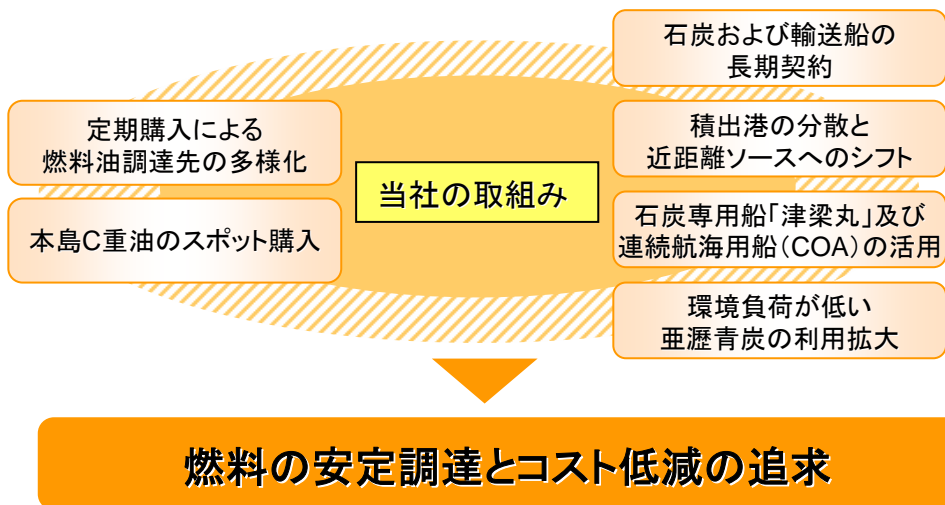 定期購入による
燃料油調達先の多様化
本島C重油のスポット購入
当社の取組み
石炭および輸送船の
長期契約
積出港の分散と
近距離ソースへのシフト
石炭専用船「津梁丸」及び
連続航海用船(COA)の活用
環境負荷が低い
亜瀝青炭の利用拡大
燃料の安定調達とコスト低減の追求